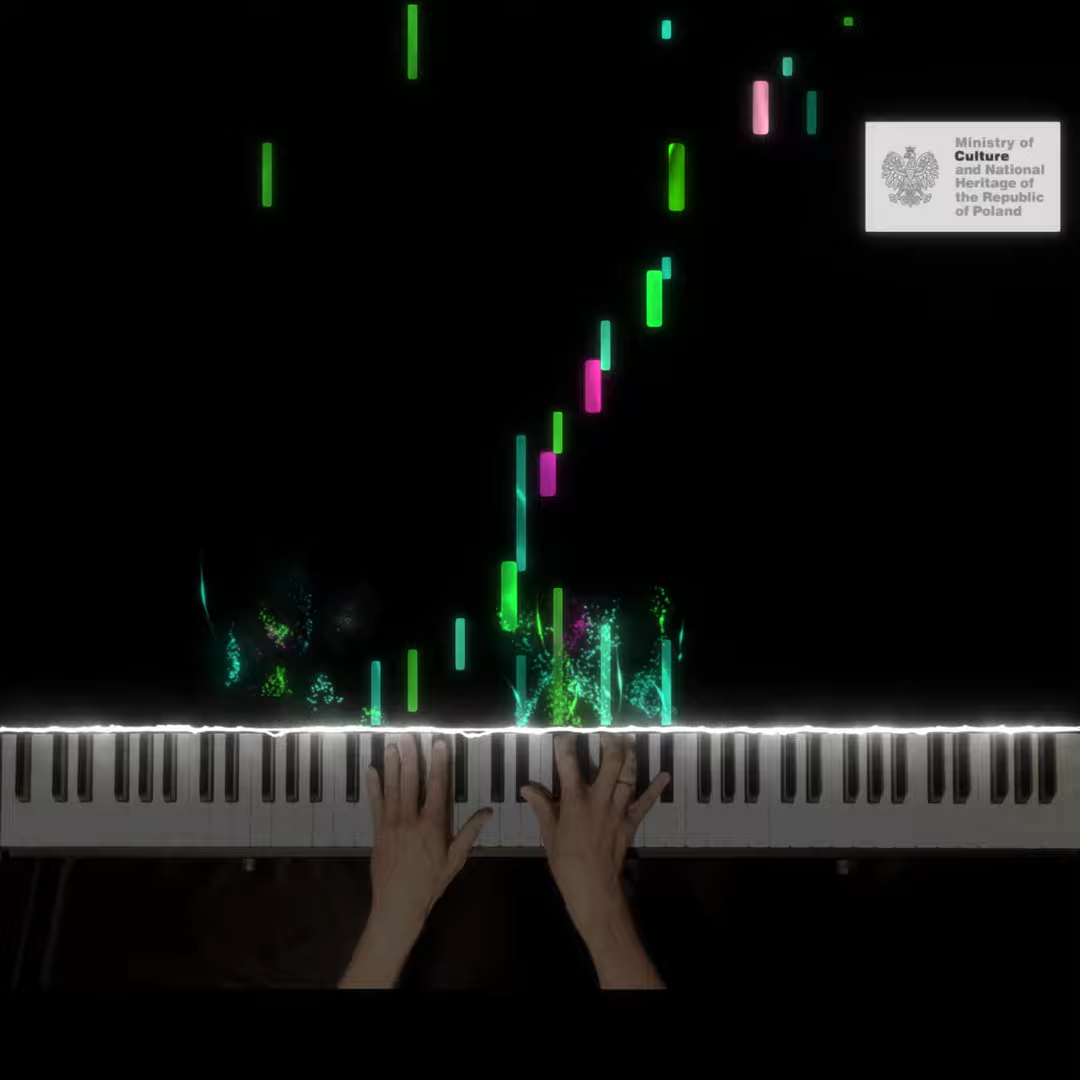 Ministry of
Culture
and National
Heritage of
the Republic
of Poland